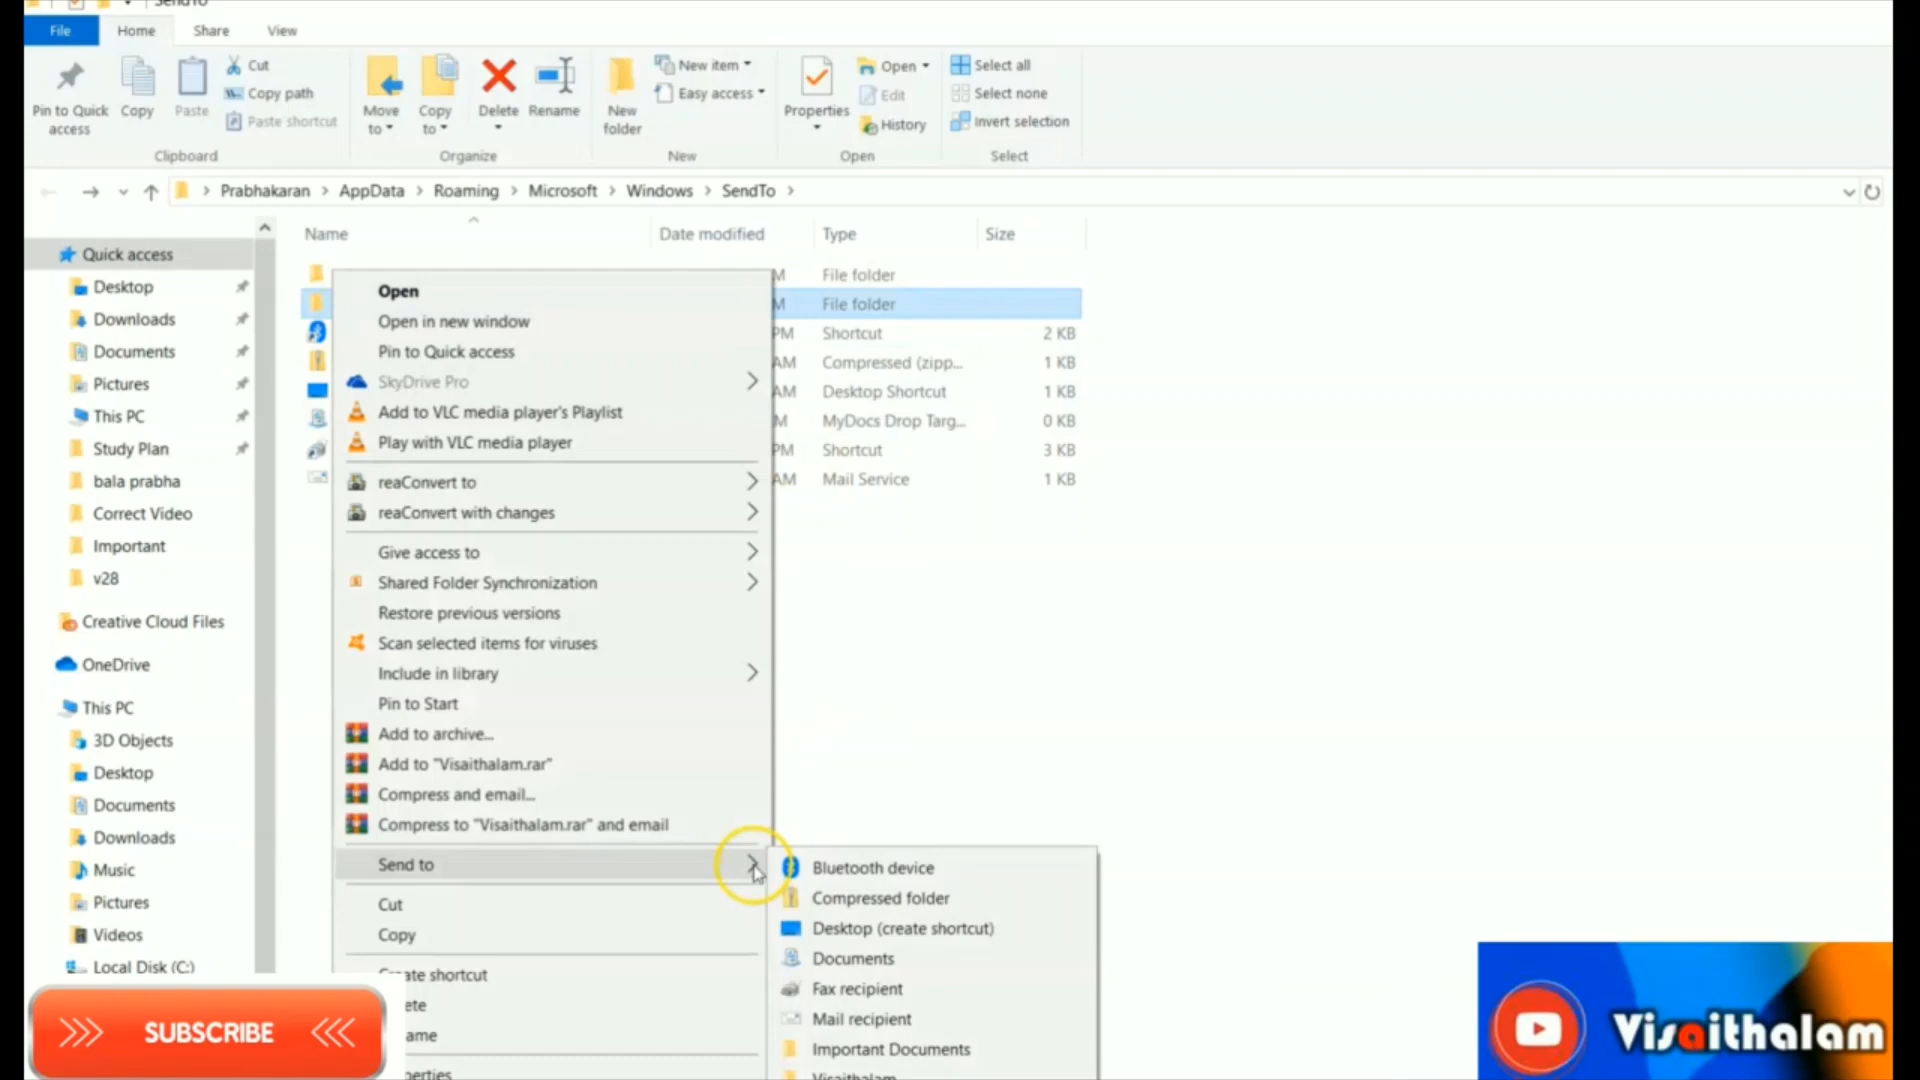 SendTo
File Home Share View
Pin to Quick access
Copy
Paste
Cut
Copy path
Paste shortcut
Clipboard
Move to
Copy to
Delete
Rename
Organize
New folder
New item
Easy access
New
Properties
Open
Edit
History
Open
Select all
Select none
Invert selection
Select
Prabhakaran > AppData > Roaming > Microsoft > Windows > SendTo >
Quick access
Desktop
Downloads
Documents
Pictures
This PC
Study Plan
bala prabha
Correct Video
Important
v28
Creative Cloud Files
OneDrive
This PC
3D Objects
Desktop
Documents
Downloads
Music
Pictures
Videos
Local Disk (C:)
Name Date modified Type Size
M File folder
M File folder
PM Shortcut 2 KB
AM Compressed (zipp... 1 KB
AM Desktop Shortcut 1 KB
M MyDocs Drop Targ... 0 KB
PM Shortcut 3 KB
AM Mail Service 1 KB
Open
Open in new window
Pin to Quick access
SkyDrive Pro
Add to VLC media player's Playlist
Play with VLC media player
reaConvert to
reaConvert with changes
Give access to
Shared Folder Synchronization
Restore previous versions
Scan selected items for viruses
Include in library
Pin to Start
Add to archive...
Add to "Visaithalam.rar"
Compress and email...
Compress to "Visaithalam.rar" and email
Send to
Cut
Copy
eate shortcut
ete
ame
perties
Bluetooth device
Compressed folder
Desktop (create shortcut)
Documents
Fax recipient
Mail recipient
Important Documents
Visaithalam
SUBSCRIBE
Visaithalam